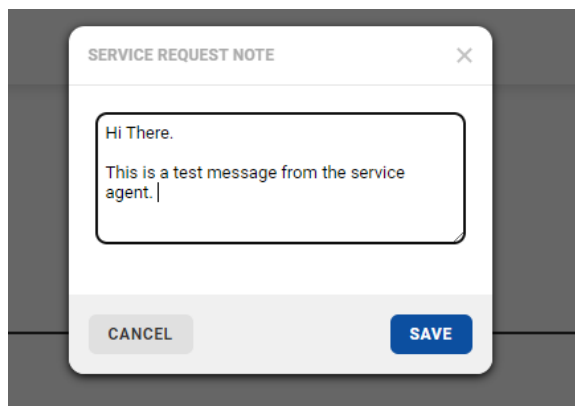 SERVICE REQUEST NOTE
Hi There.
This is a test message from the service
agent.
CANCEL
SAVE